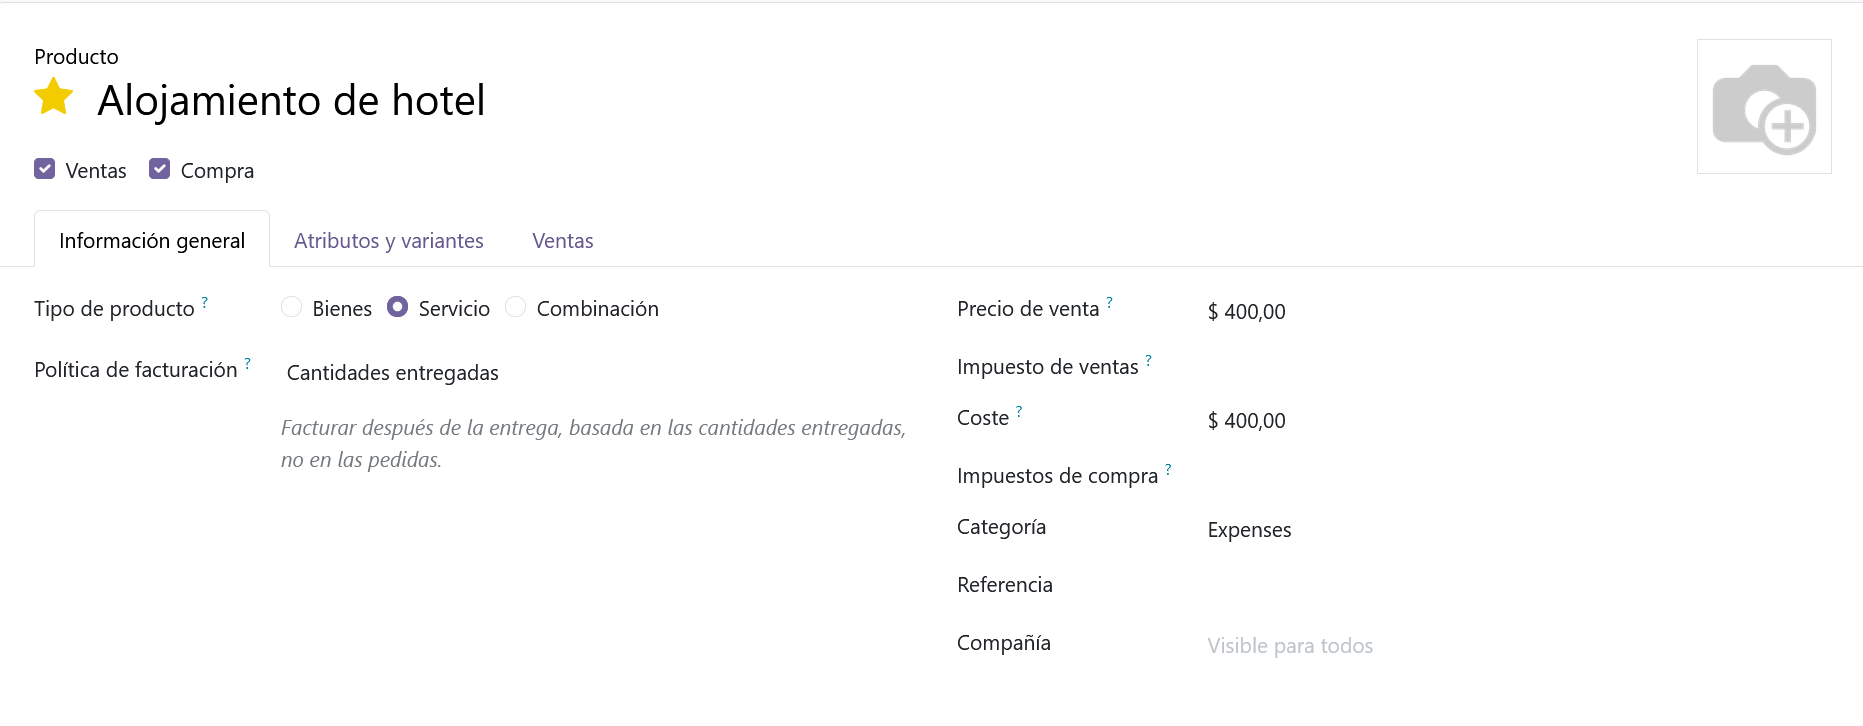 Producto
Alojamiento de hotel
Ventas Compra
Información general Atributos y variantes Ventas
Tipo de producto ? Bienes Servicio Combinación
Política de facturación ? Cantidades entregadas
Facturar después de la entrega, basada en las cantidades entregadas,
no en las pedidas.
Precio de venta ? $ 400,00
Impuesto de ventas ?
Coste ? $ 400,00
Impuestos de compra ?
Categoría Expenses
Referencia
Compañía Visible para todos